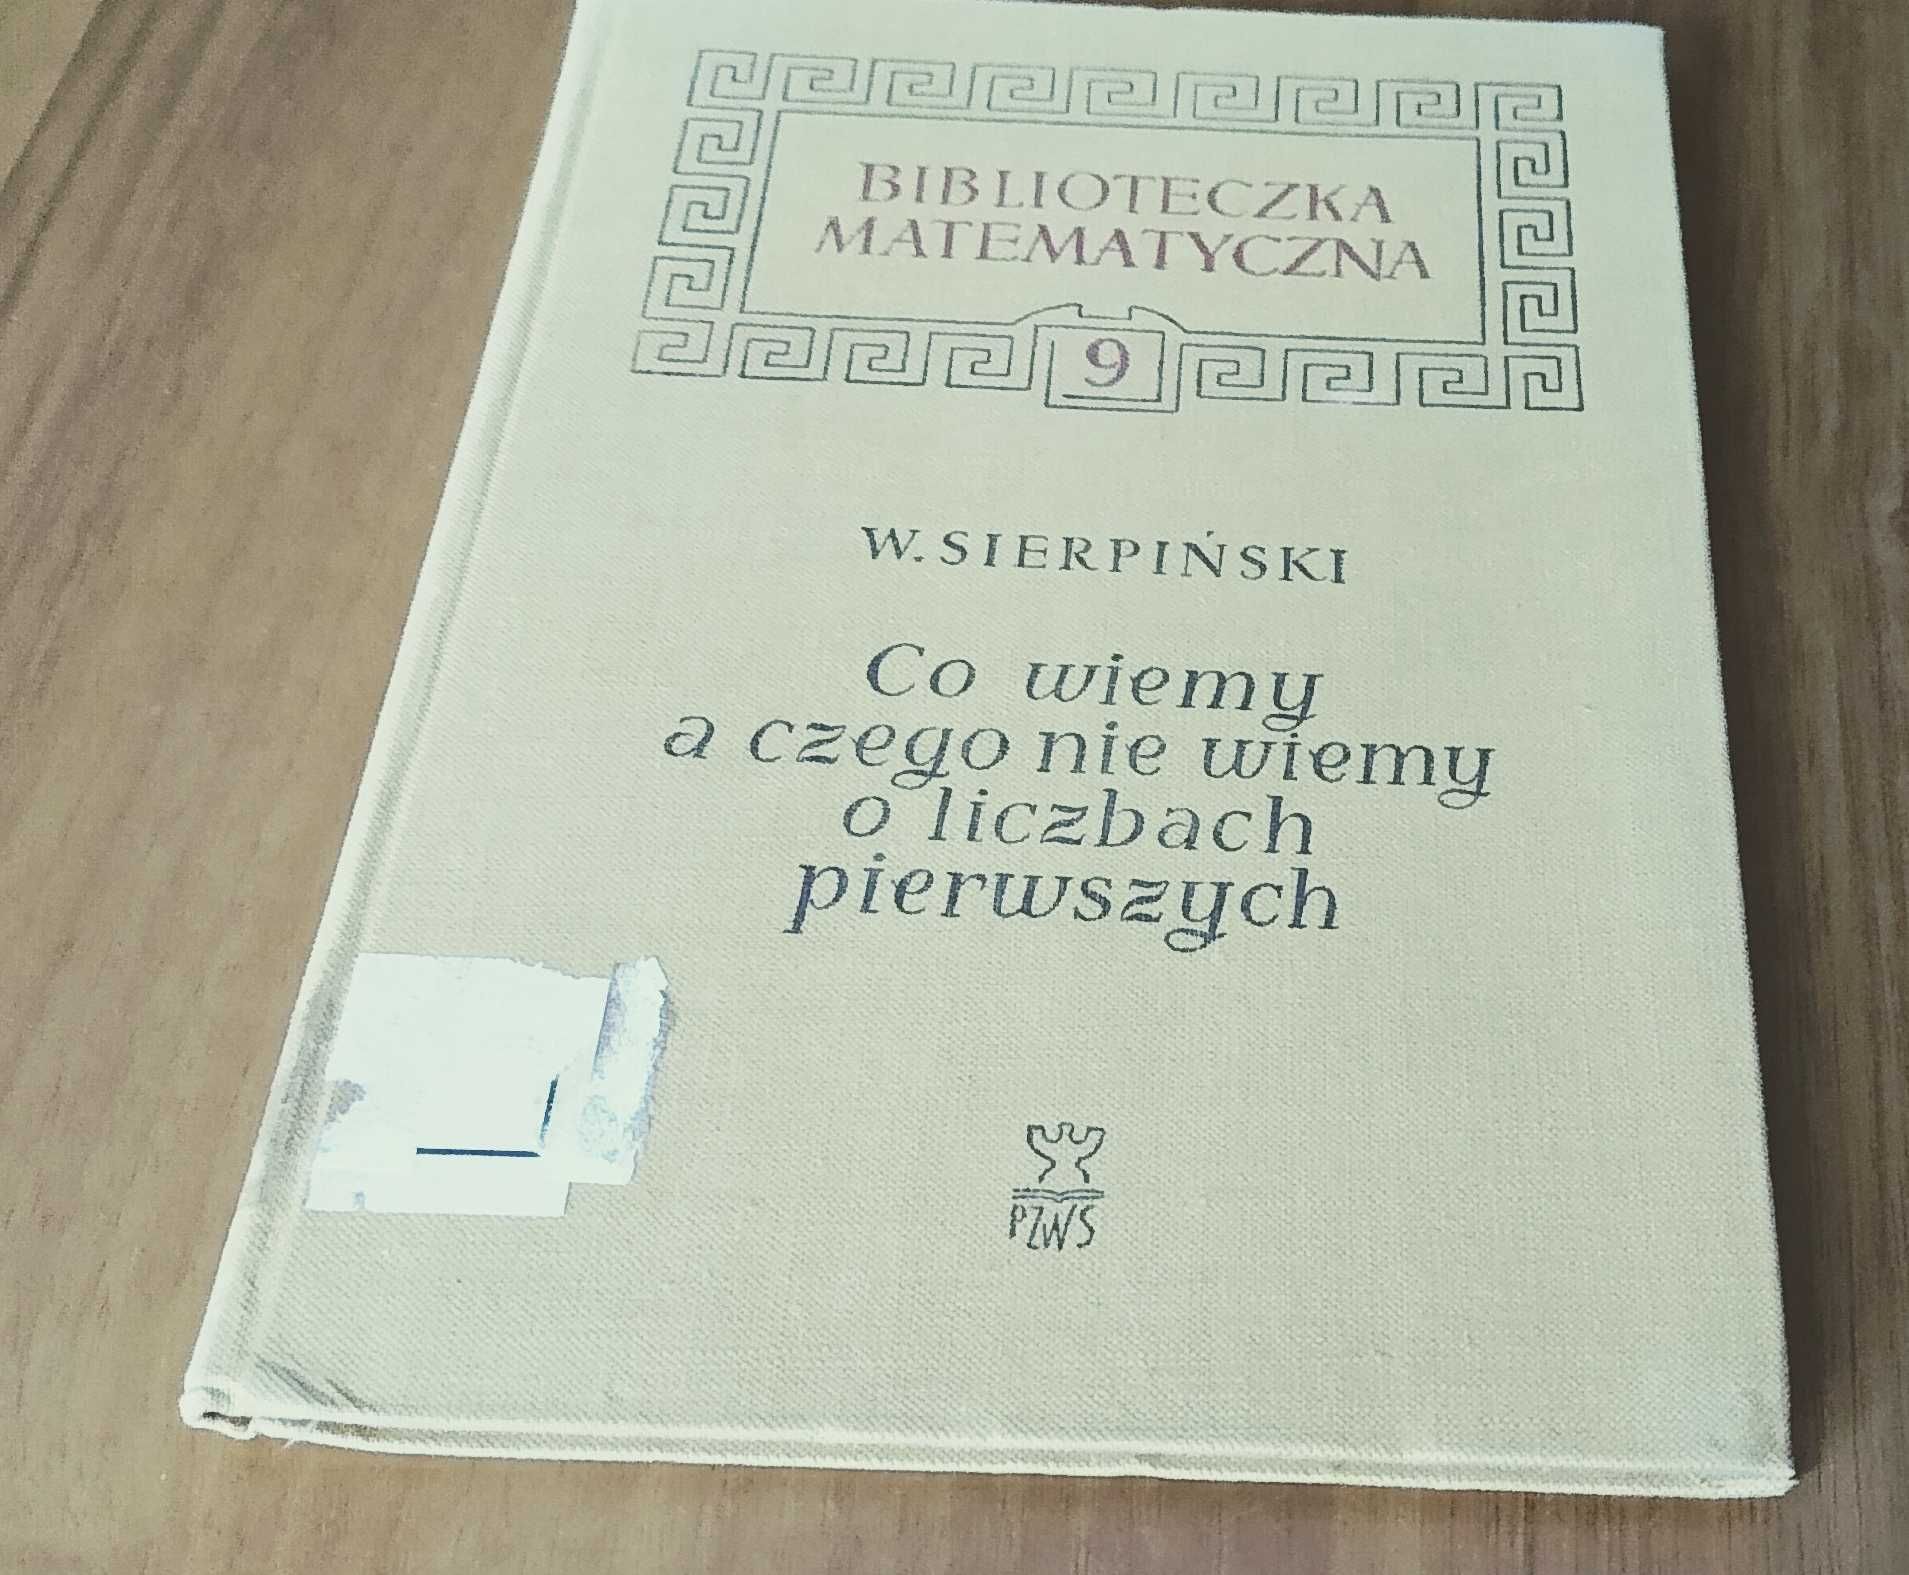 BIBLIOTECZKA
MATEMATYCZNA
9
W. SIERPIŃSKI
Co wiemy
a czego nie wiemy
o liczbach
pierwszych
PZWS